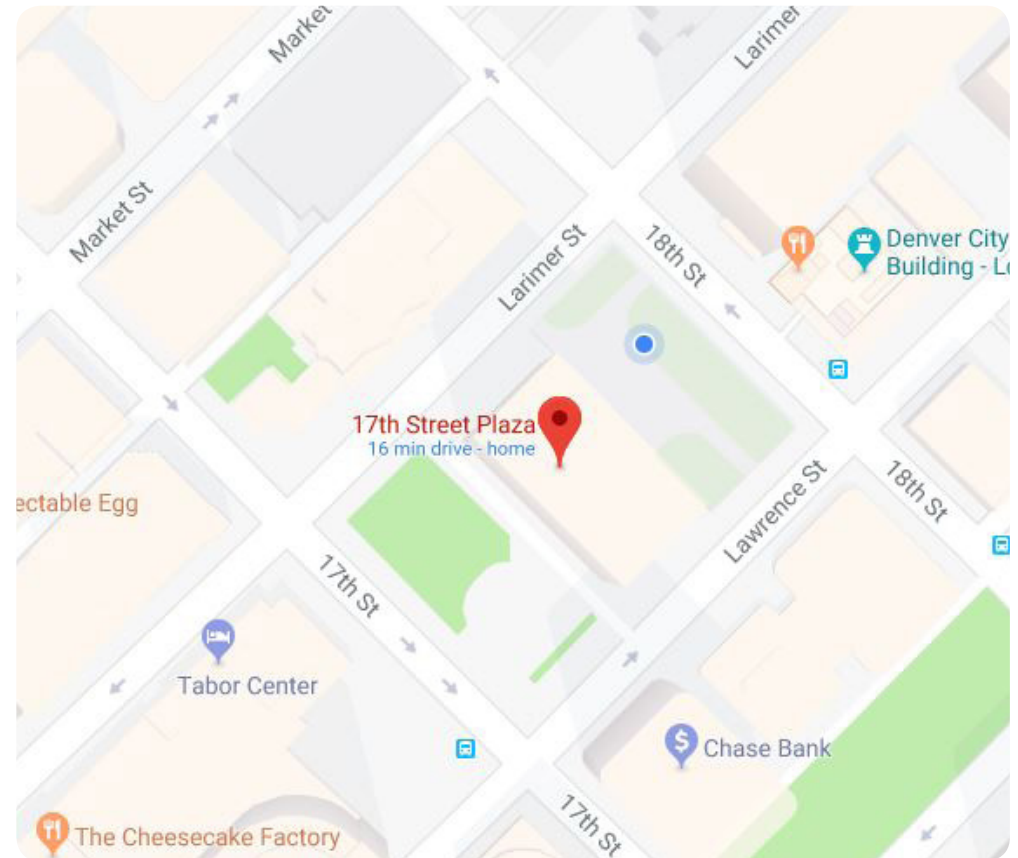 Market
Larimer
Market St
Larimer St
18th St
Denver City
Building - Lo
17th Street Plaza
16 min drive - home
ectable Egg
Lawrence St
18th St
17th St
Tabor Center
Chase Bank
17th St
The Cheesecake Factory